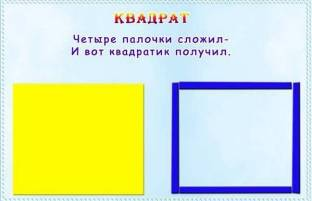 КВАДРАТ
Четыре палочки сложил-
И вот квадратик получил.